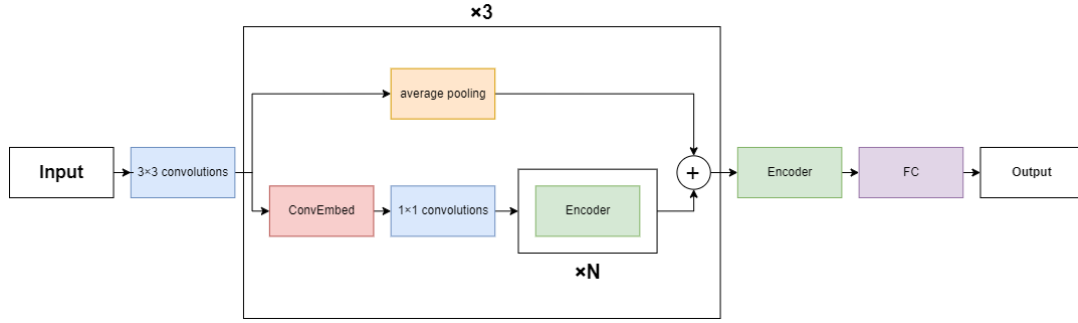 ×3
average pooling
Input
3×3 convolutions
+
Encoder
FC
Output
ConvEmbed
1×1 convolutions
Encoder
×N